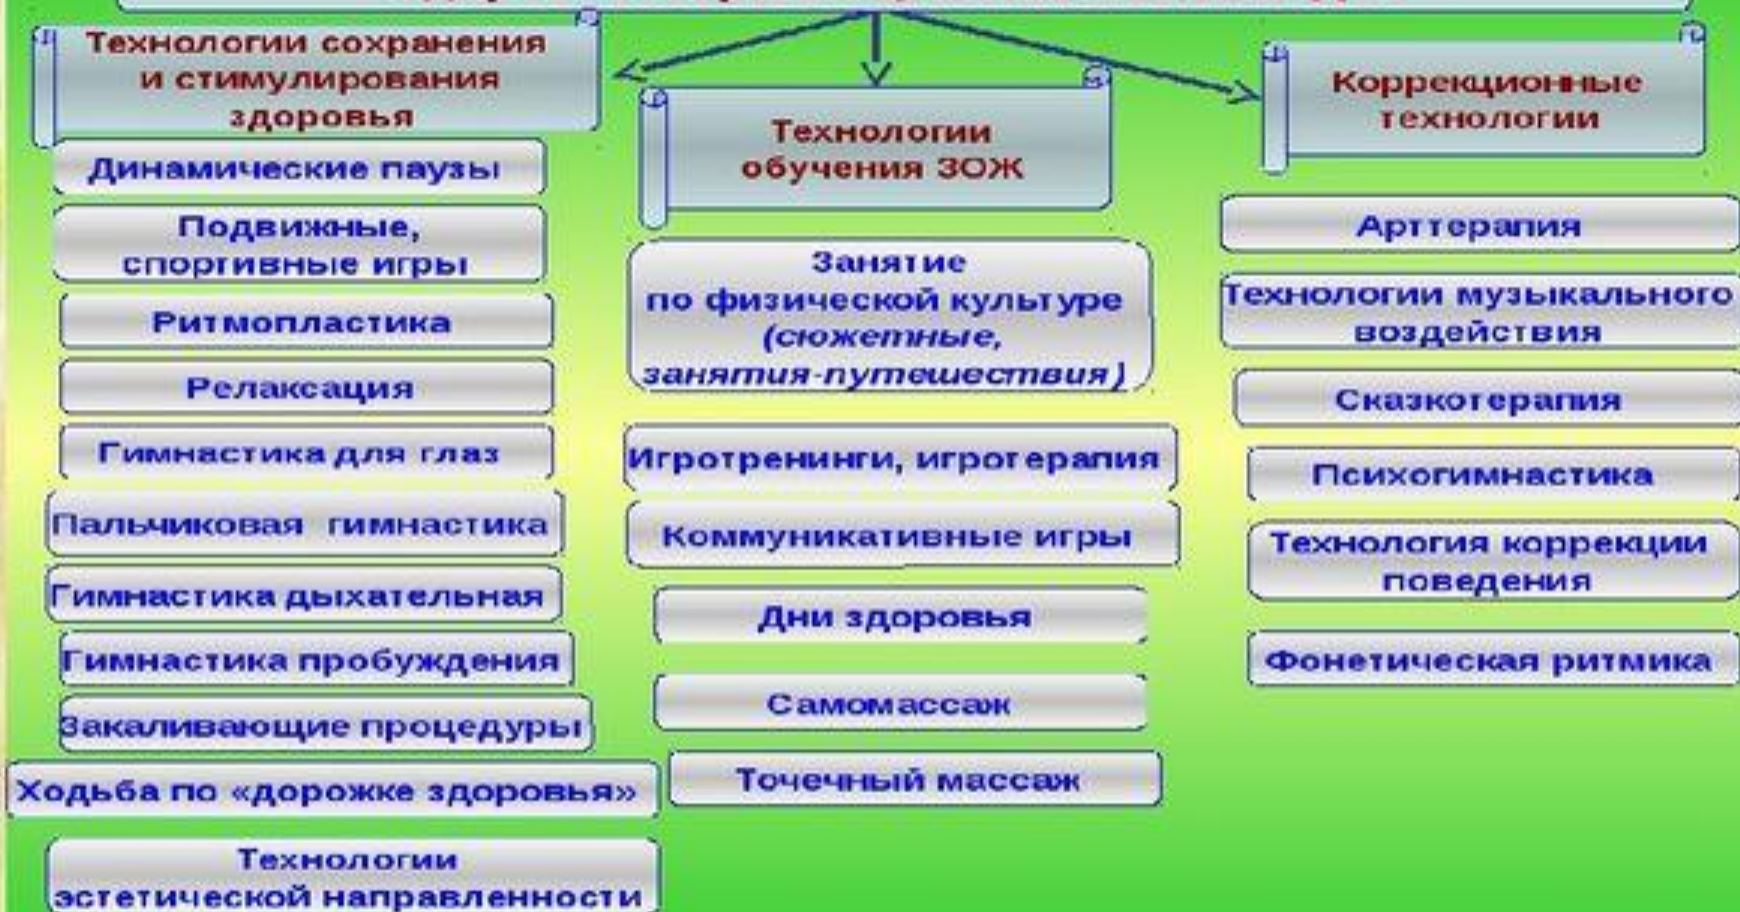 Технологии сохранения
и стимулирования
здоровья
Динамические паузы
Подвижные,
спортивные игры
Ритмопластика
Релаксация
Гимнастика для глаз
Пальчиковая гимнастика
Гимнастика дыхательная
Гимнастика пробуждения
Закаливающие процедуры
Ходьба по «дорожке здоровья»
Технологии
эстетической направленности
Технологии
обучения ЗОЖ
Занятие
по физической культуре
(сюжетные,
занятия-путешествия)
Игротренинги, игротерапия
Коммуникативные игры
Дни здоровья
Самомассаж
Точечный массаж
Коррекционные
технологии
Арттерапия
Технологии музыкального
воздействия
Сказкотерапия
Психогимнастика
Технология коррекции
поведения
Фонетическая ритмика